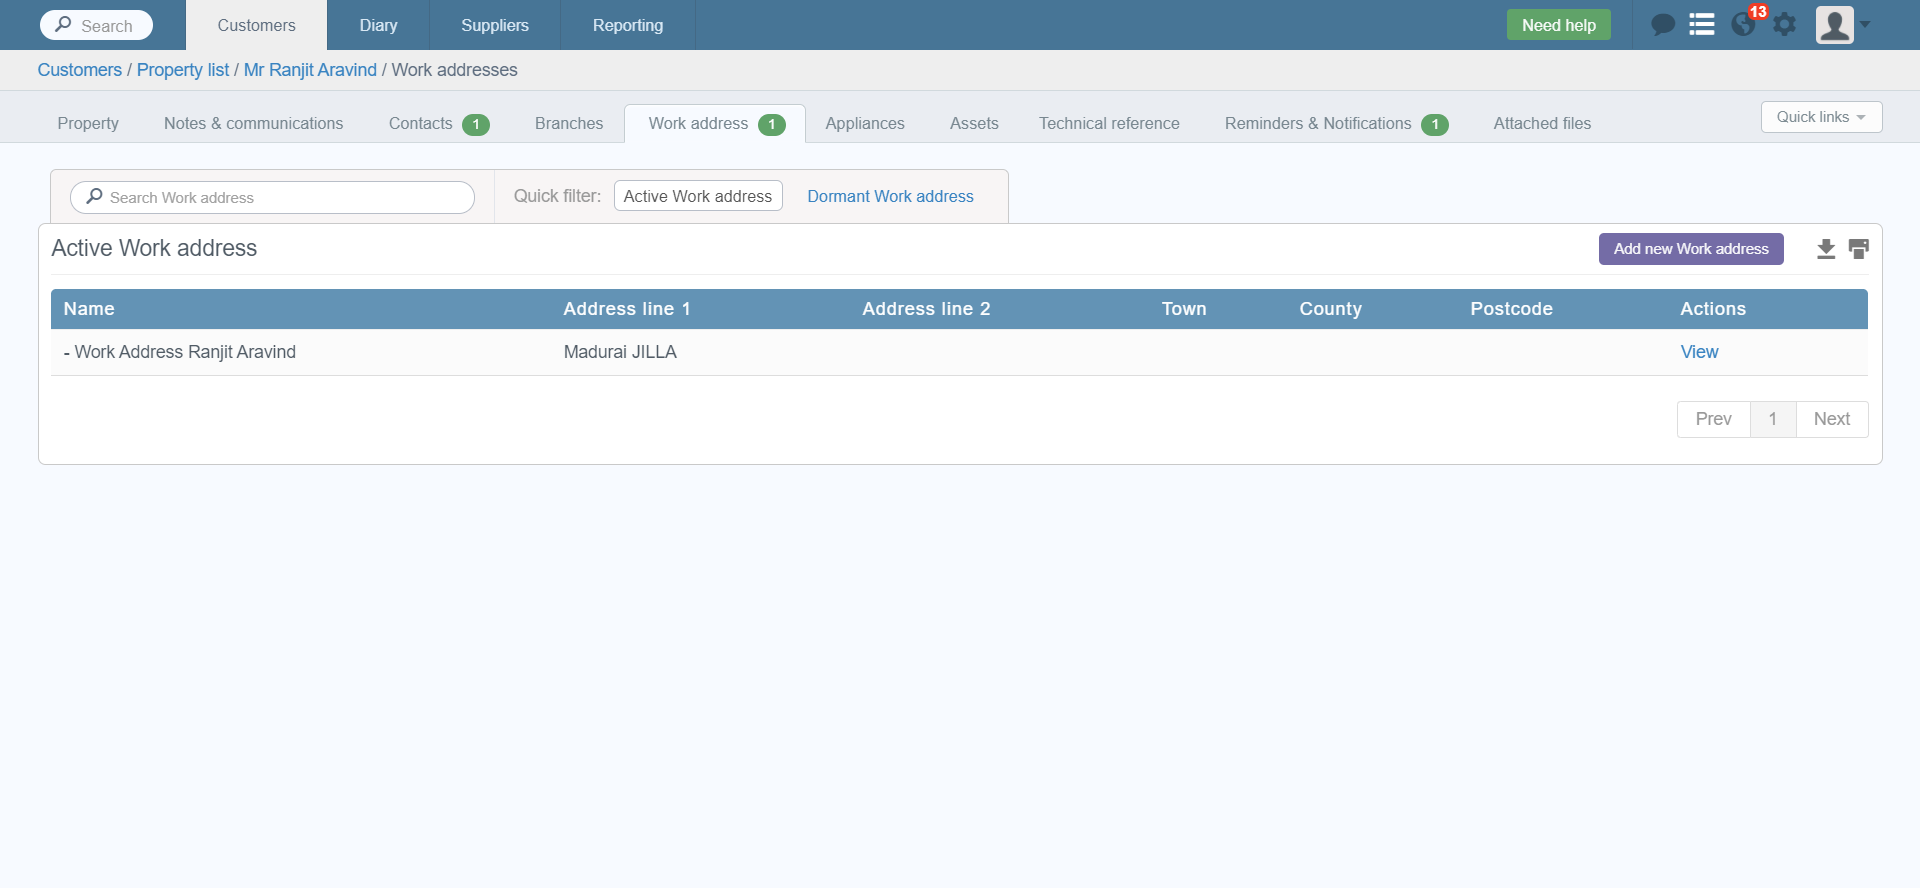 Search Customers Diary Suppliers Reporting Need help 13
Customers / Property list / Mr Ranjit Aravind / Work addresses
Property Notes & communications Contacts 1 Branches Work address 1 Appliances Assets Technical reference Reminders & Notifications 1 Attached files Quick links
Search Work address Quick filter: Active Work address Dormant Work address
Active Work address Add new Work address
Name Address line 1 Address line 2 Town County Postcode Actions
- Work Address Ranjit Aravind Madurai JILLA View
Prev 1 Next